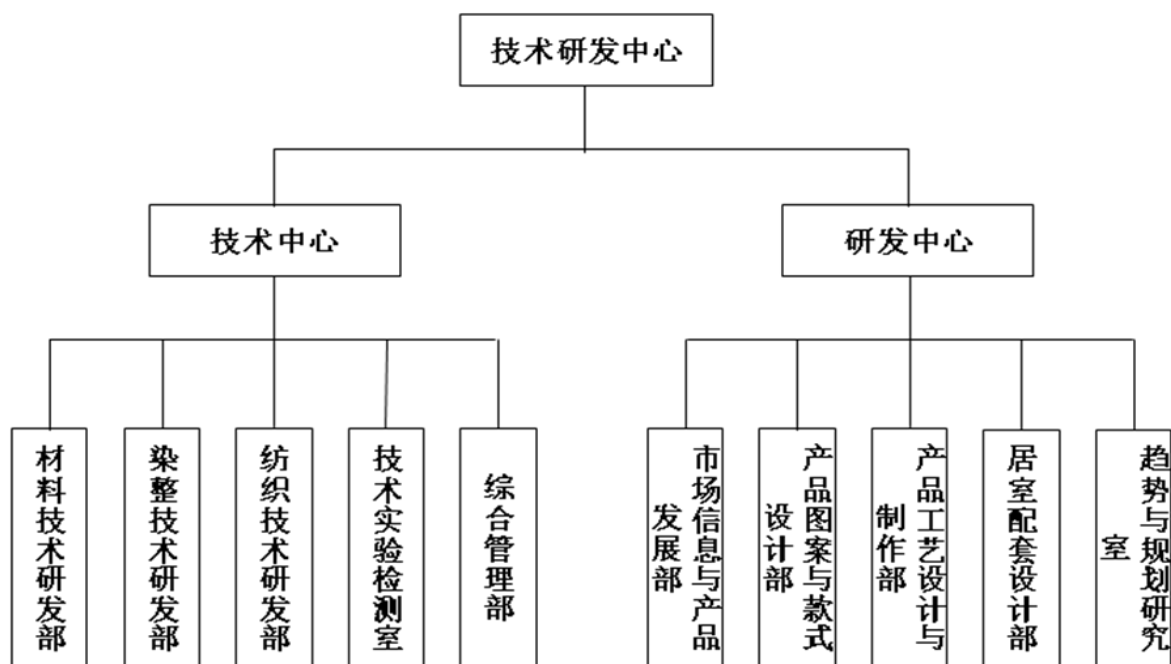 技术研发中心
技术中心
研发中心
材料技术研发部
染整技术研发部
纺织技术研发部
技术实验检测室
综合管理部
市场信息与产品
发展部
产品图案与款式
设计部
产品工艺设计与
制作部
居室配套设计部
趋势与规划研究
室